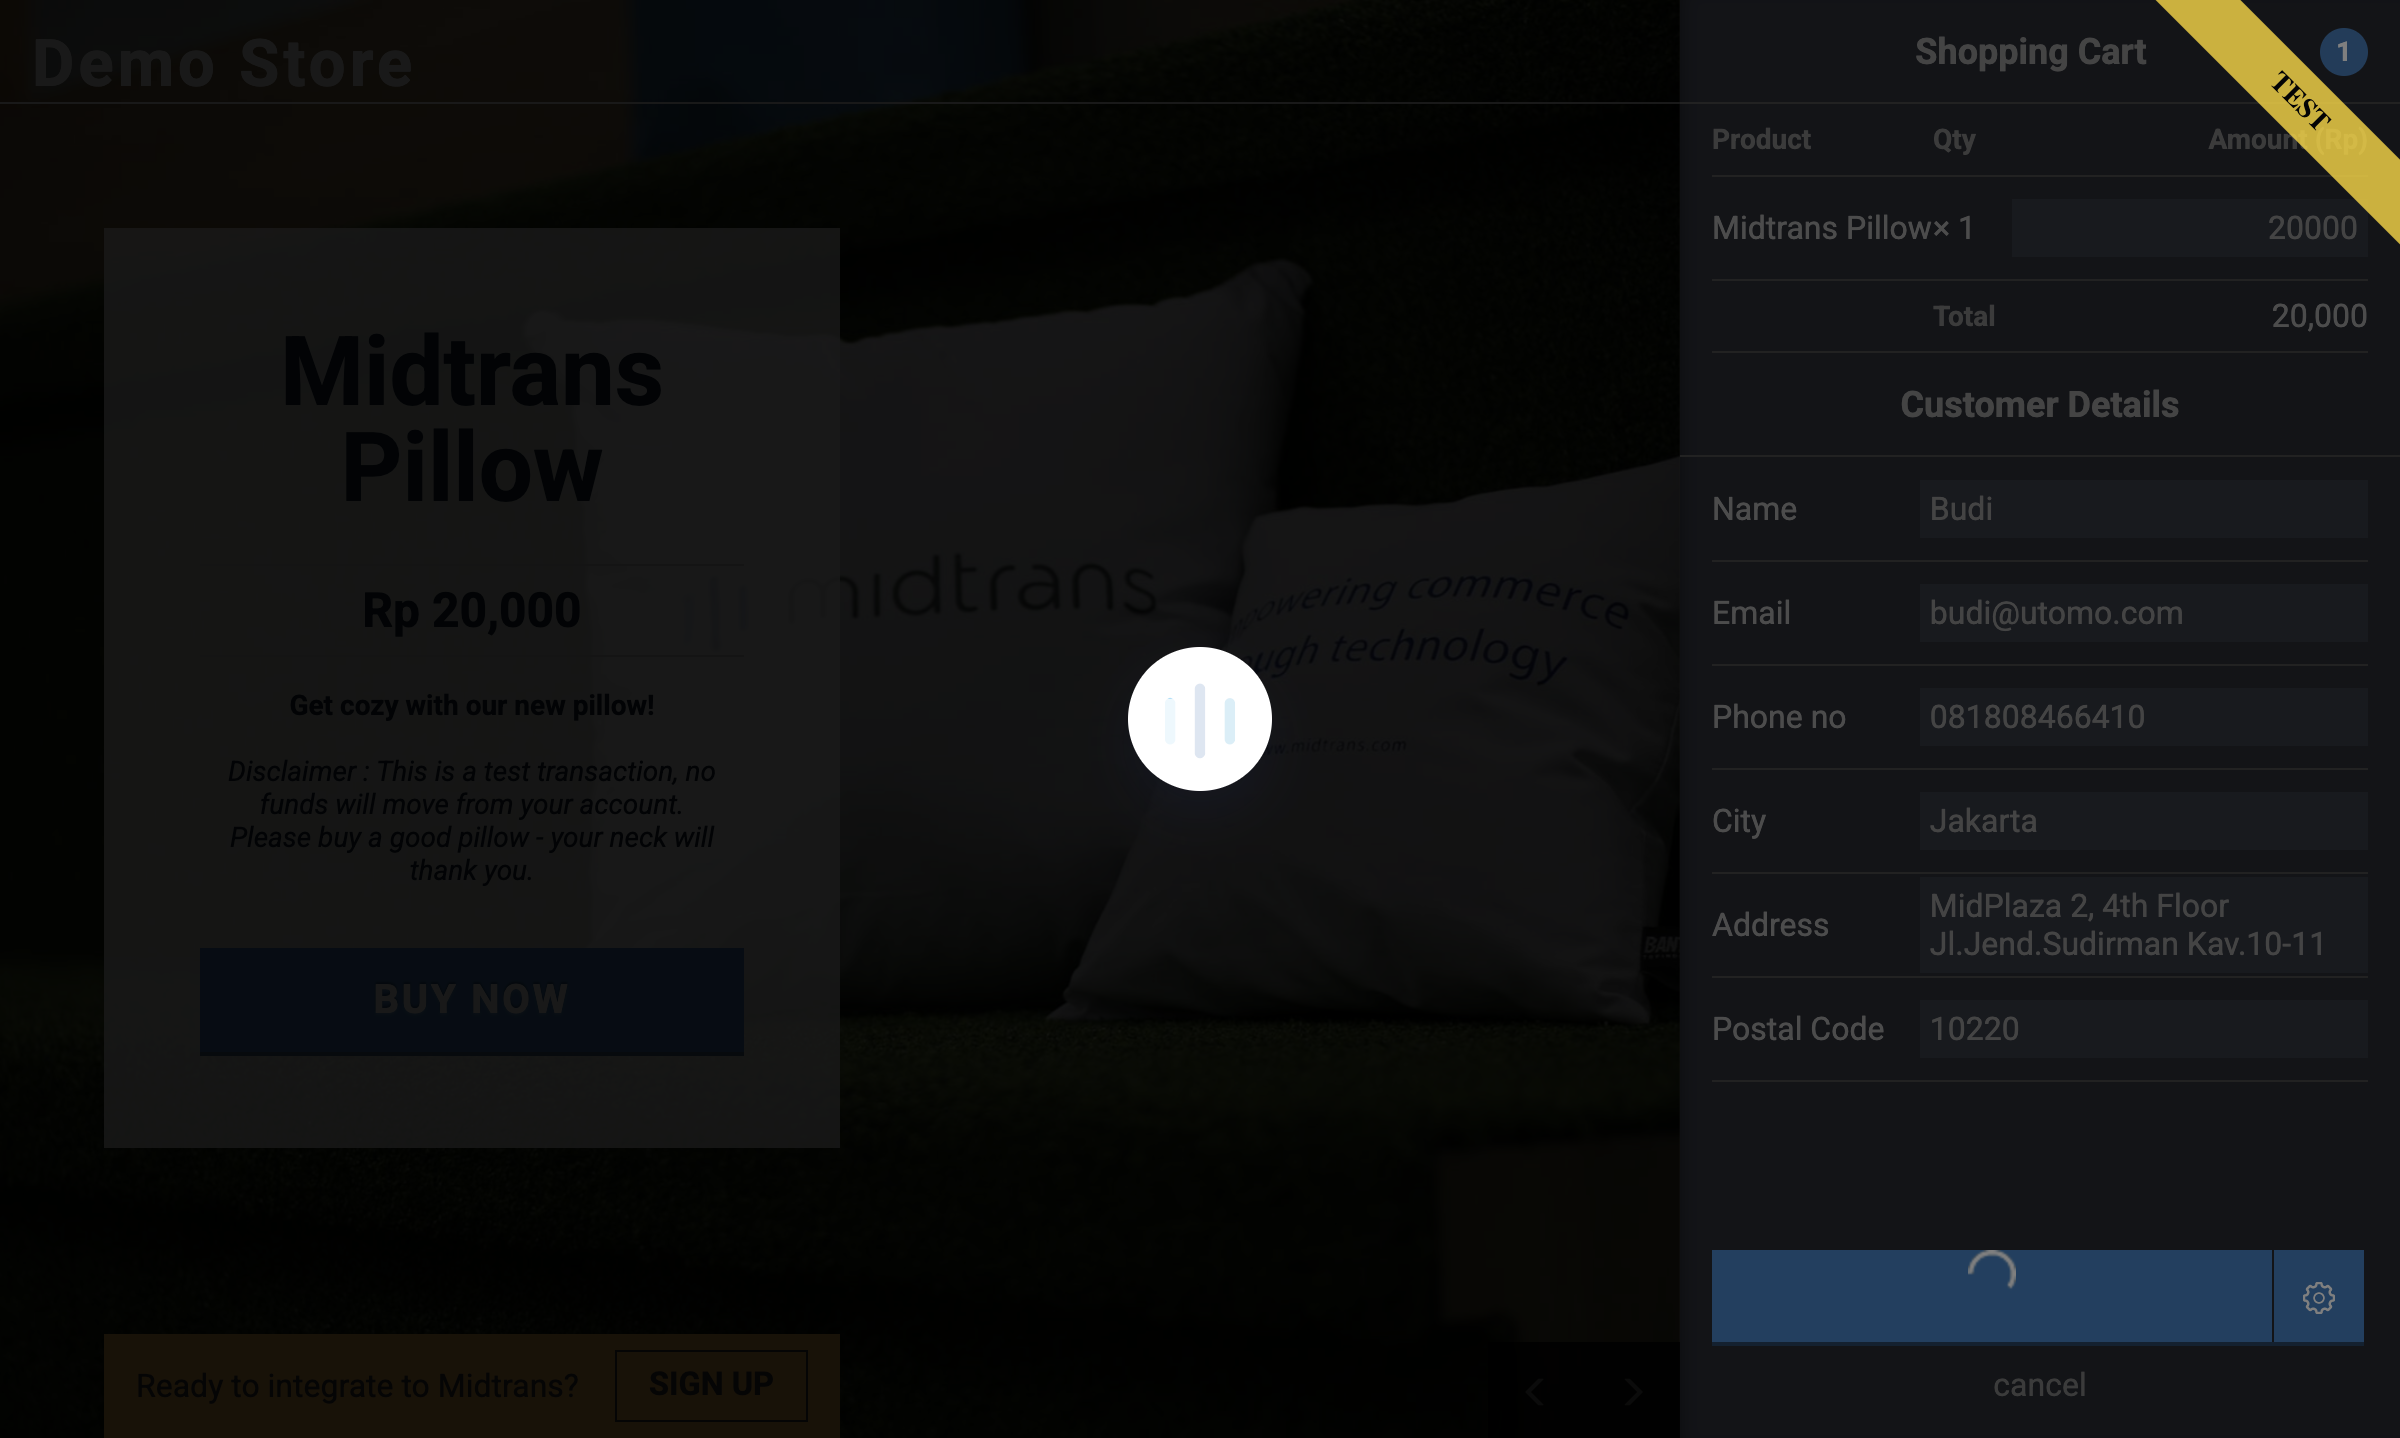 Demo Store
Midtrans
Pillow
Rp 20,000
Get cozy with our new pillow!
Disclaimer : This is a test transaction, no
funds will move from your account.
Please buy a good pillow - your neck will
thank you.
BUY NOW
Ready to integrate to Midtrans?
SIGN UP
midtrans
powering commerce
technology
www.midtrans.com
Shopping Cart
1
TEST
Product Qty Amount (Rp)
Midtrans Pillow × 1 20000
Total 20,000
Customer Details
Name Budi
Email budi@utomo.com
Phone no 081808466410
City Jakarta
Address MidPlaza 2, 4th Floor
Jl.Jend.Sudirman Kav.10-11
Postal Code 10220
cancel